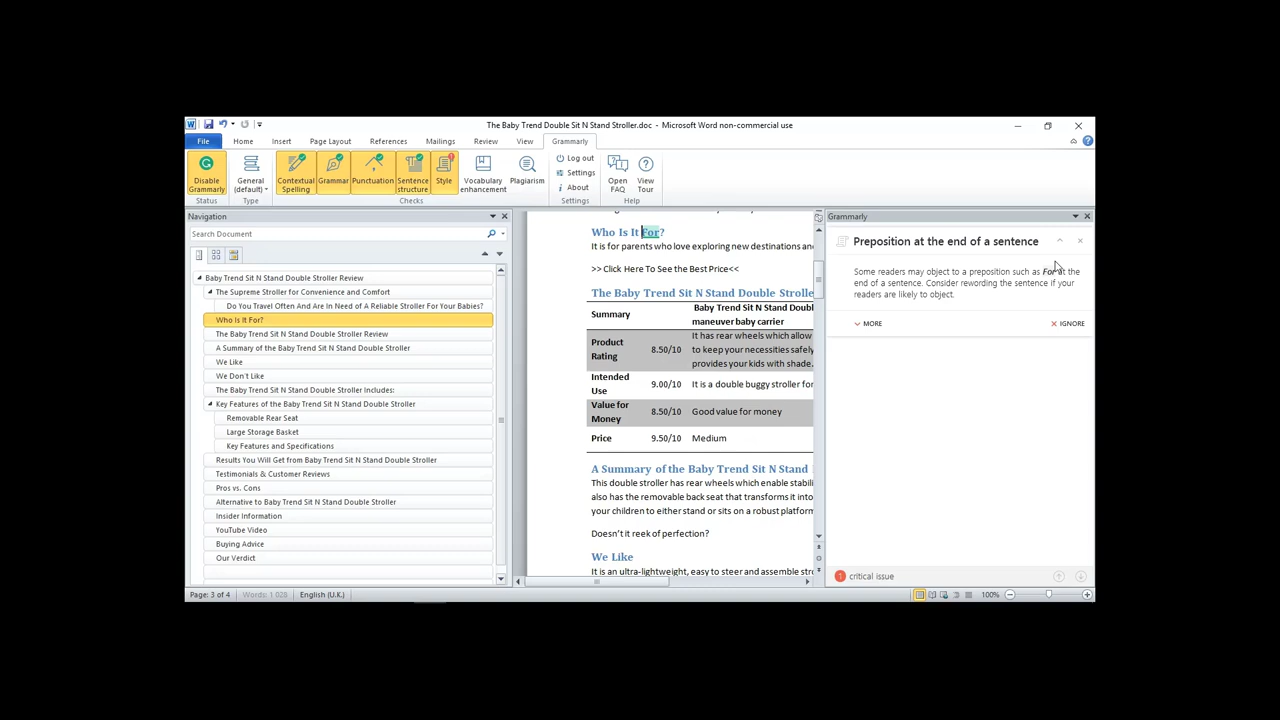 The Baby Trend Double Sit N Stand Stroller.doc - Microsoft Word non-commercial use
File Home Insert Page Layout References Mailings Review View Grammarly
Disable Grammarly
Status
General (default)
Type
Contextual Spelling
Grammar
Punctuation
Sentence structure
Style
Vocabulary enhancement
Plagiarism
Checks
Log out
Settings
About
Settings
Open FAQ
View Tour
Help
Navigation
Search Document
Baby Trend Sit N Stand Double Stroller Review
The Supreme Stroller for Convenience and Comfort
Do You Travel Often And Are In Need of A Reliable Stroller For Your Babies?
Who Is It For?
The Baby Trend Sit N Stand Double Stroller Review
A Summary of the Baby Trend Sit N Stand Double Stroller
We Like
We Don't Like
The Baby Trend Sit N Stand Double Stroller Includes:
Key Features of the Baby Trend Sit N Stand Double Stroller
Removable Rear Seat
Large Storage Basket
Key Features and Specifications
Results You Will Get from Baby Trend Sit N Stand Double Stroller
Testimonials & Customer Reviews
Pros vs. Cons
Alternative to Baby Trend Sit N Stand Double Stroller
Insider Information
YouTube Video
Buying Advice
Our Verdict
Who Is It For?
It is for parents who love exploring new destinations an
>> Click Here To See the Best Price<<
The Baby Trend Sit N Stand Double Strolle
Summary
Baby Trend Sit N Stand Doub
maneuver baby carrier
Product Rating
8.50/10
It has rear wheels which allow
to keep your necessities safely
provides your kids with shade.
Intended Use
9.00/10
It is a double buggy stroller for
Value for Money
8.50/10
Good value for money
Price
9.50/10
Medium
A Summary of the Baby Trend Sit N Stand
This double stroller has rear wheels which enable stabili
also has the removable back seat that transforms it into
your children to either stand or sits on a robust platform
Doesn't it reek of perfection?
We Like
It is an ultra-lightweight, easy to steer and assemble str
Grammarly
Preposition at the end of a sentence
Some readers may object to a preposition such as For at the
end of a sentence. Consider rewording the sentence if your
readers are likely to object.
MORE
IGNORE
1 critical issue
Page: 3 of 4
Words: 1 028
English (U.K.)
100%